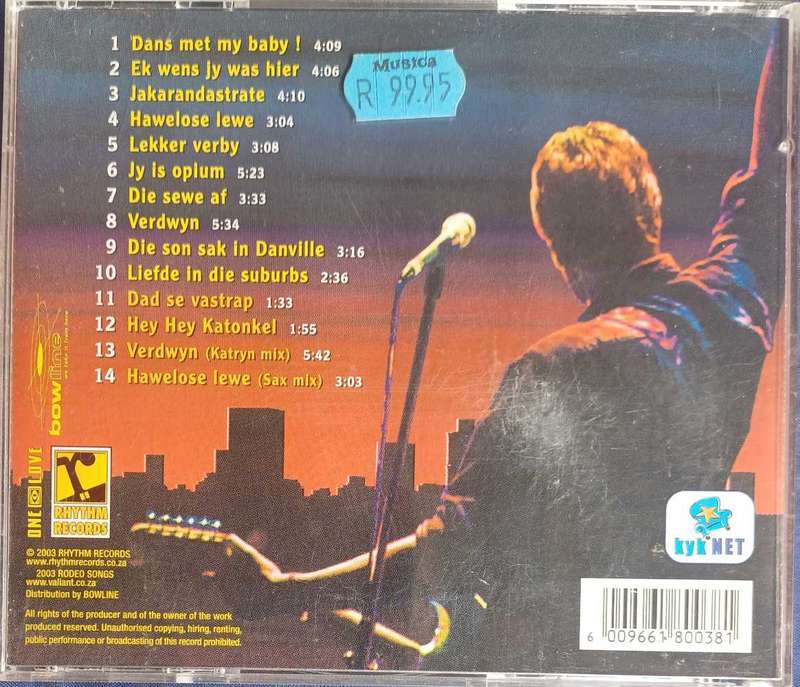 1 Dans met my baby ! 4:09
2 Ek wens jy was hier 4:06
3 Jakarandastrate 4:10
4 Hawelose lewe 3:04
5 Lekker verby 3:08
6 Jy is opium 5:23
7 Die sewe af 3:33
8 Verdwyn 5:34
9 Die son sak in Danville 3:16
10 Liefde in die suburbs 2:36
11 Dad se vastrap 1:33
12 Hey Hey Katonkel 1:55
13 Verdwyn (Katryn mix) 5:42
14 Hawelose lewe (Sax mix) 3:03
Musica
R 99.95
bowline
we take it from here
ONE LOVE
r
RHYTHM
RECORDS
© 2003 RHYTHM RECORDS
www.rhythmrecords.co.za
2003 RODEO SONGS
www.valiant.co.za
Distribution by BOWLINE
All rights of the producer and of the owner of the work
produced reserved. Unauthorised copying, hiring, renting,
public performance or broadcasting of this record prohibited.
kykNET
6 009661 800381